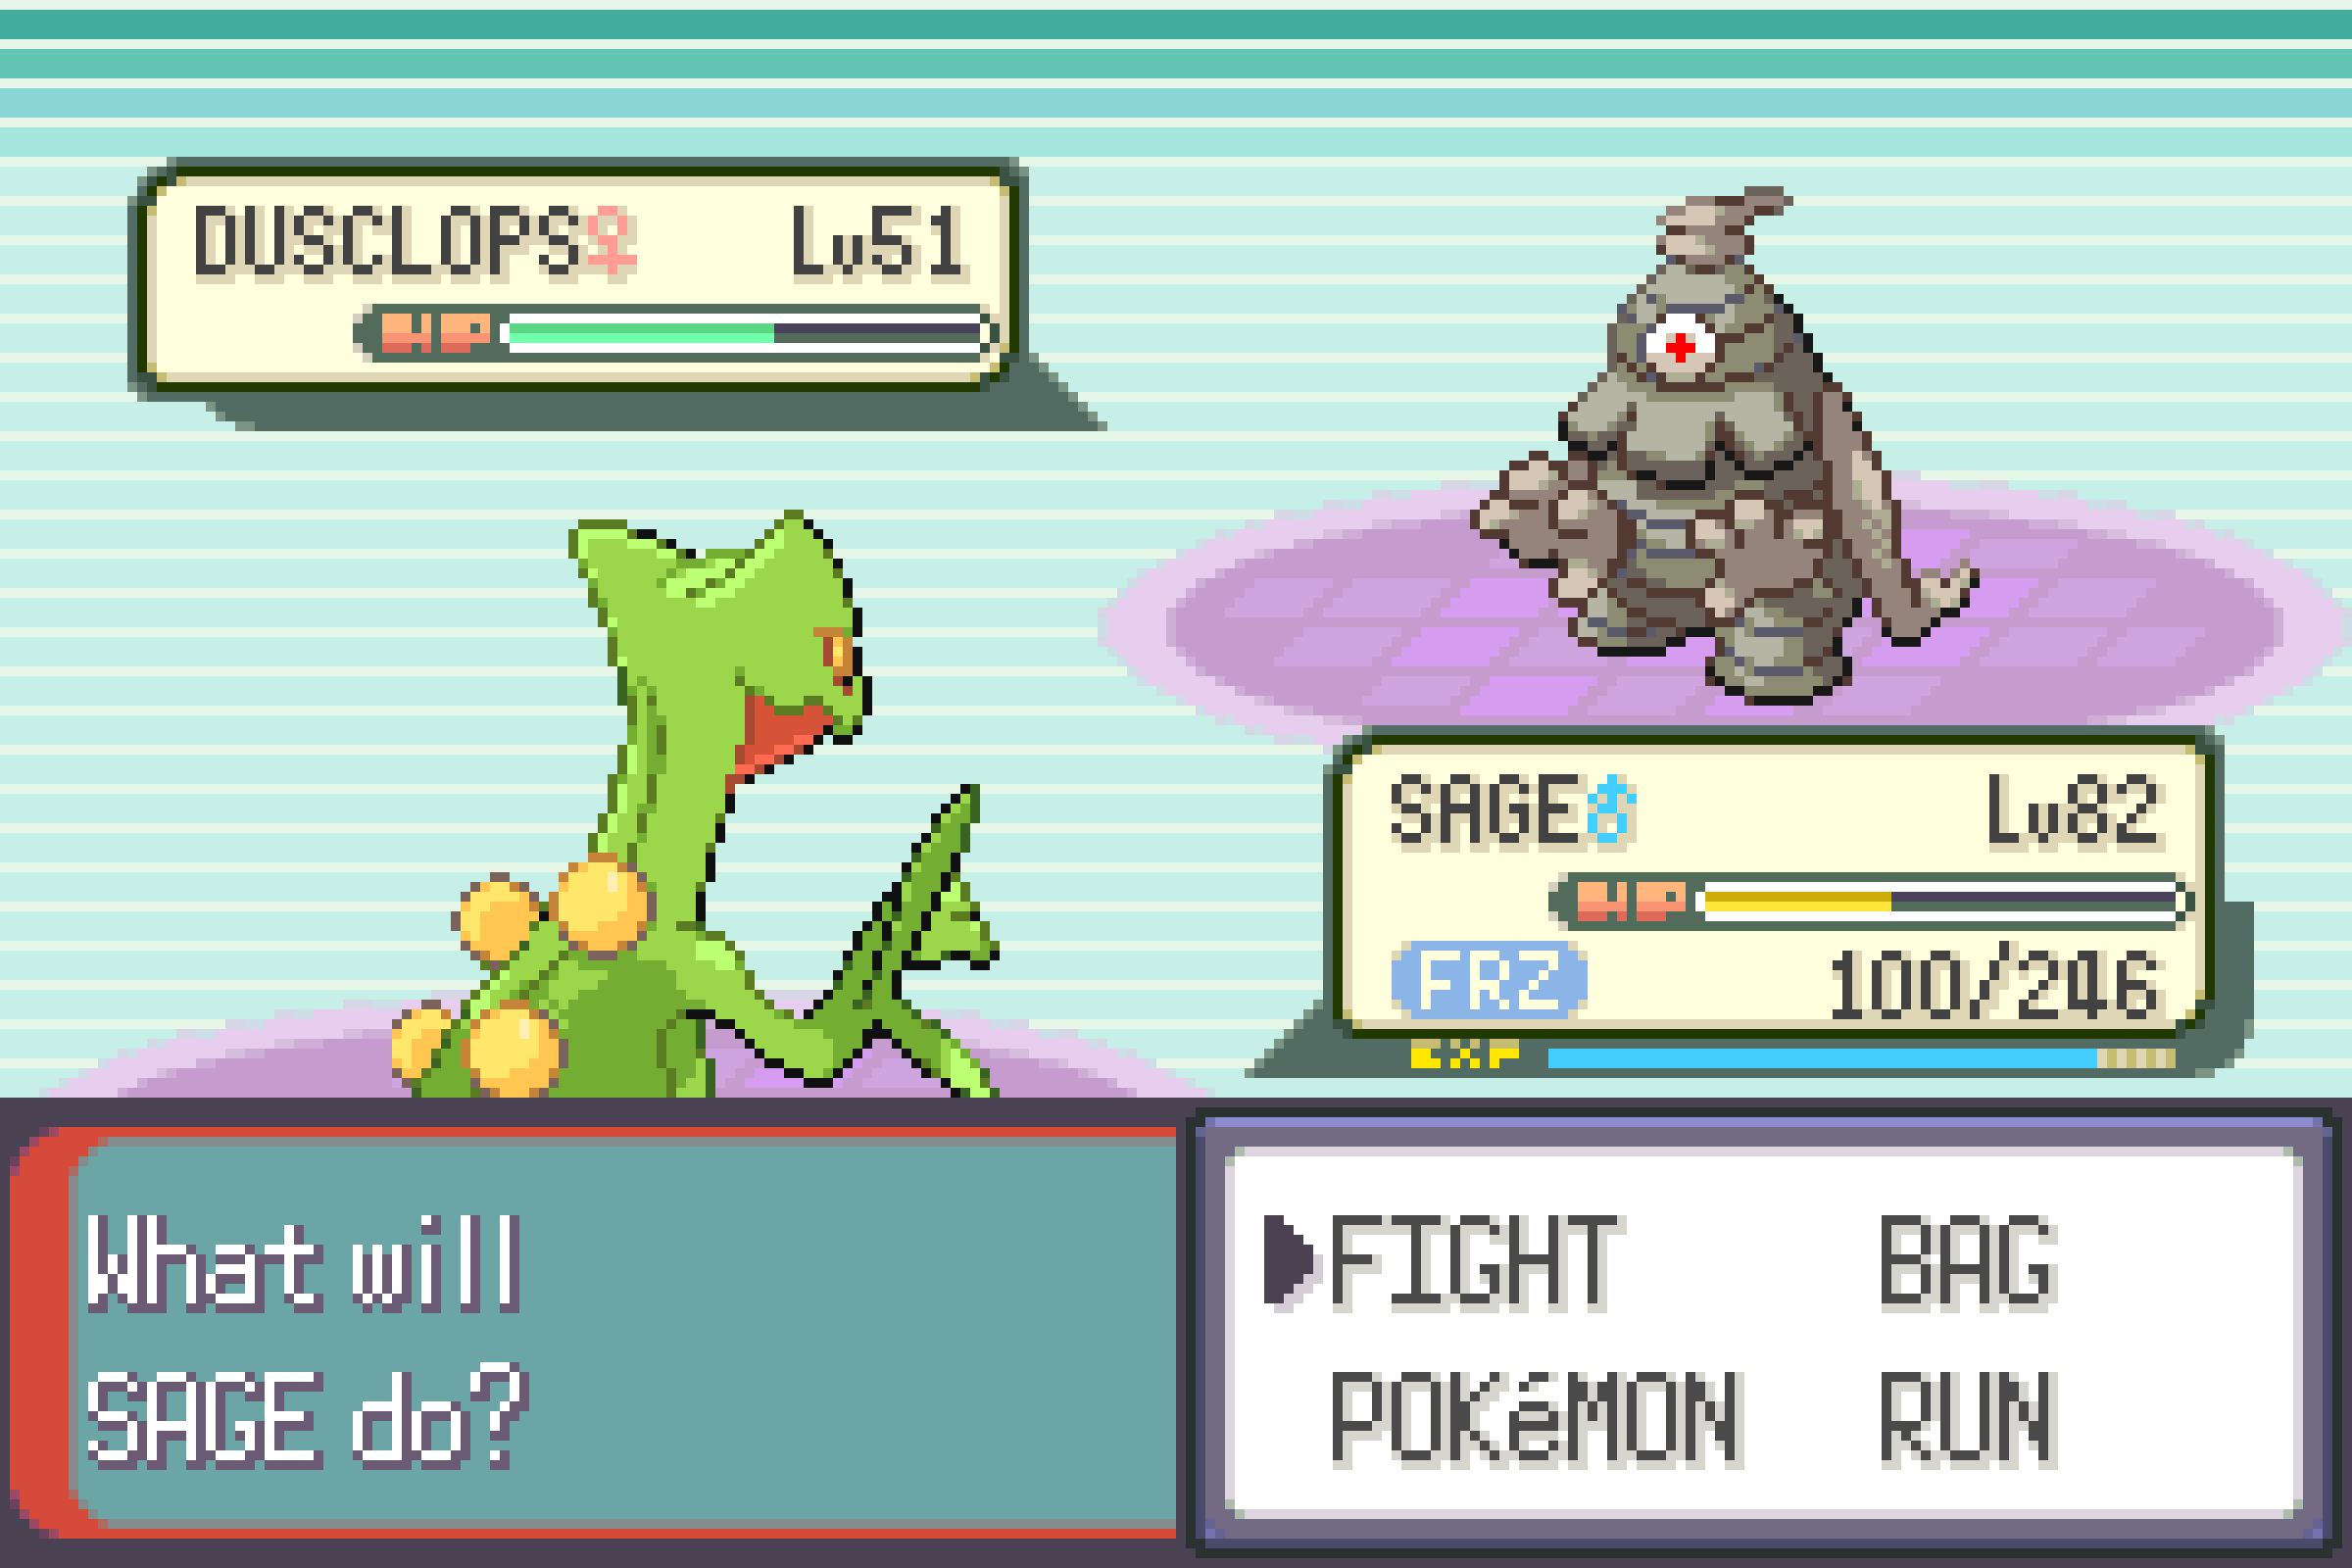 DUSCLOPS♀ Lv51
HP
SAGE♂ Lv82
HP
FRZ 100/246
EXP
What will
SAGE do?
FIGHT BAG
POKéMON RUN